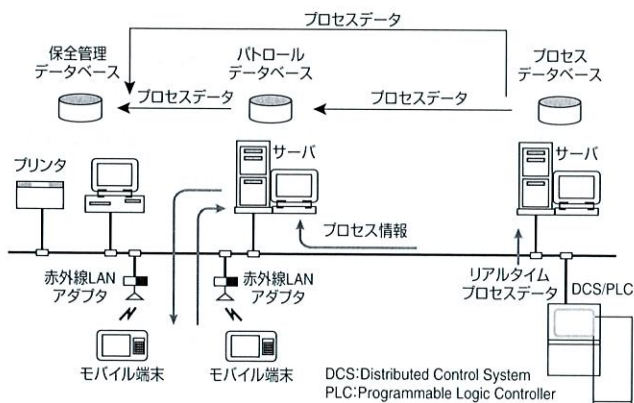 プロセスデータ
保全管理
データベース
パトロール
データベース
プロセス
データベース
プロセスデータ
プロセスデータ
プリンタ
サーバ
サーバ
プロセス情報
赤外線LAN
アダプタ
赤外線LAN
アダプタ
リアルタイム
プロセスデータ
DCS/PLC
モバイル端末
モバイル端末
DCS:Distributed Control System
PLC:Programmable Logic Controller